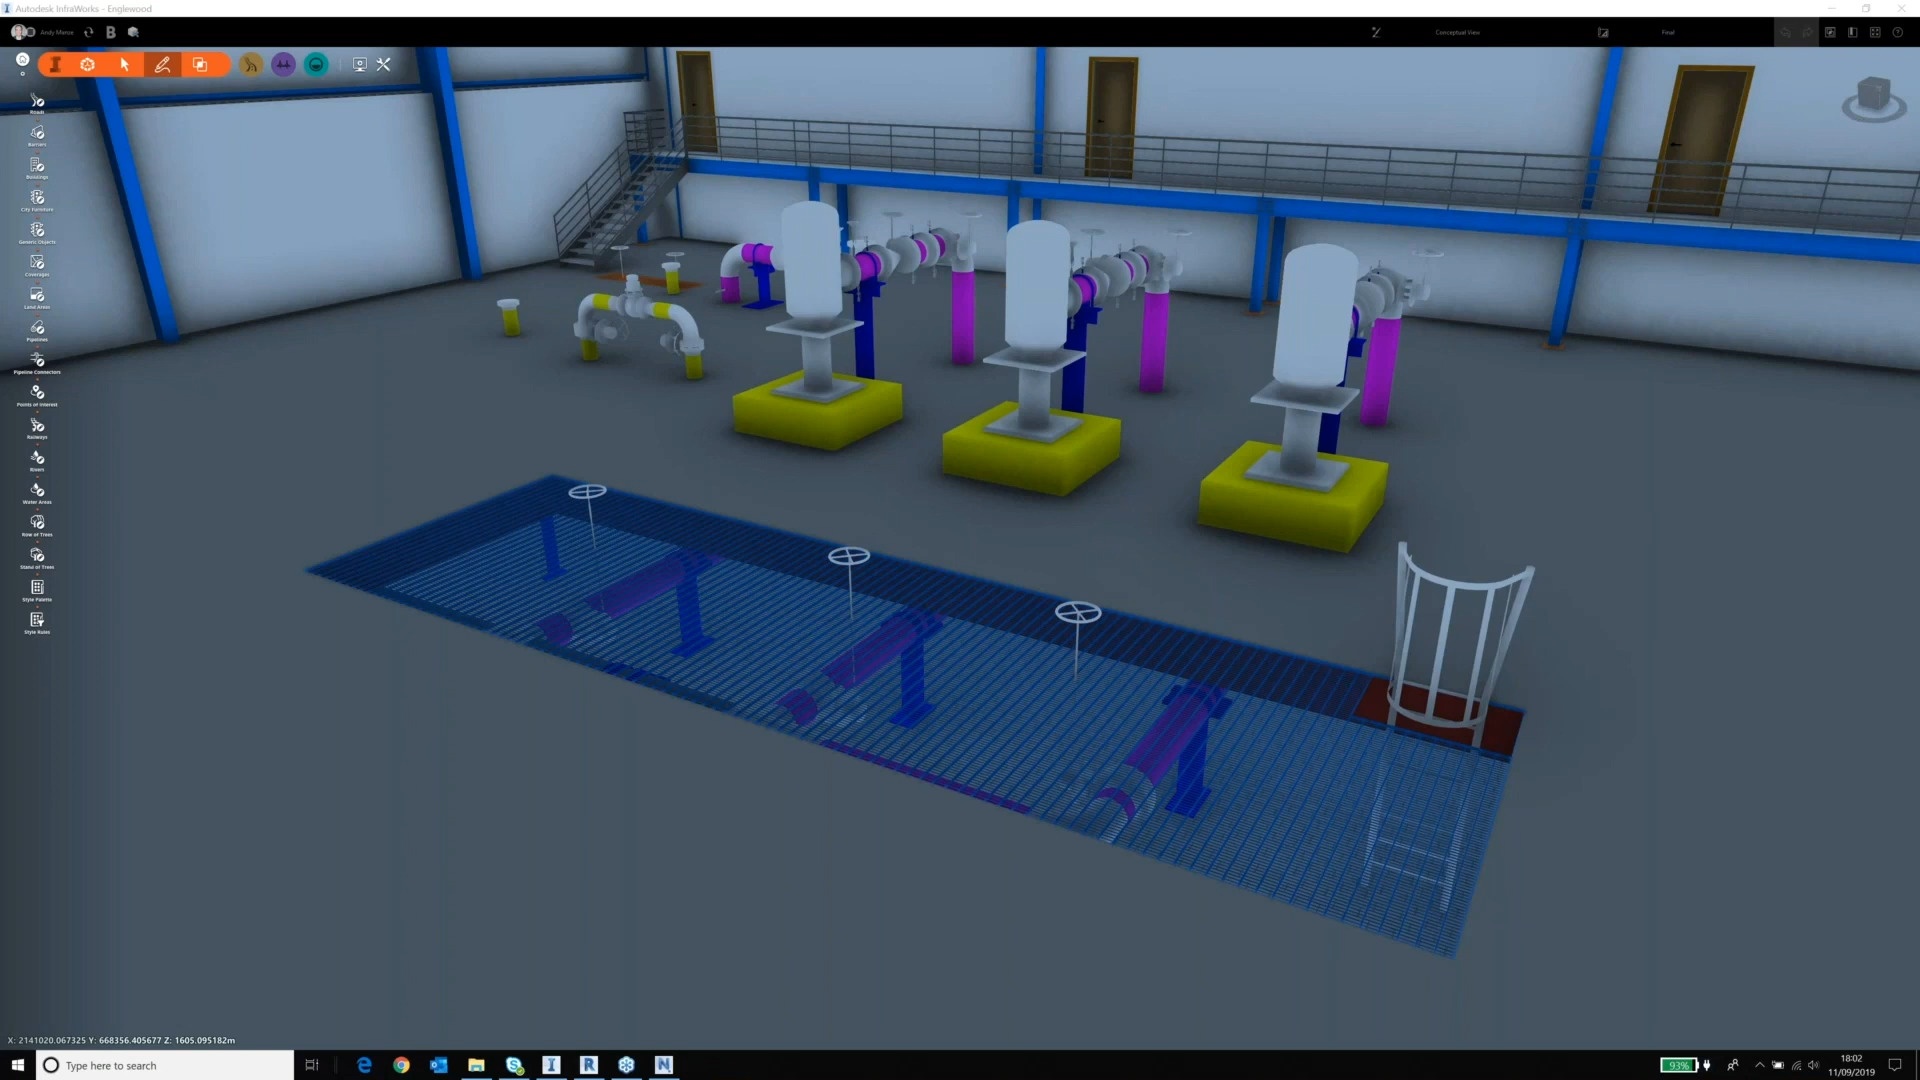 Autodesk InfraWorks - Englewood
Andy Mieroe
Conceptual View
Final
Roads
Barriers
Buildings
City Furniture
Generic Objects
Coverages
Land Areas
Pipelines
Pipeline Connectors
Points of Interest
Railways
Rivers
Water Areas
Row of Trees
Stand of Trees
Style Palette
Style Rules
X: 2141020.067325 Y: 668356.405677 Z: 1605.095182m
Type here to search
93%
18:02
11/09/2019